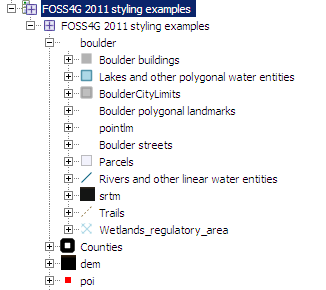 FOSS4G 2011 styling examples
FOSS4G 2011 styling examples
boulder
Boulder buildings
Lakes and other polygonal water entities
BoulderCityLimits
Boulder polygonal landmarks
pointlm
Boulder streets
Parcels
Rivers and other linear water entities
srtm
Trails
Wetlands_regulatory_area
Counties
dem
poi